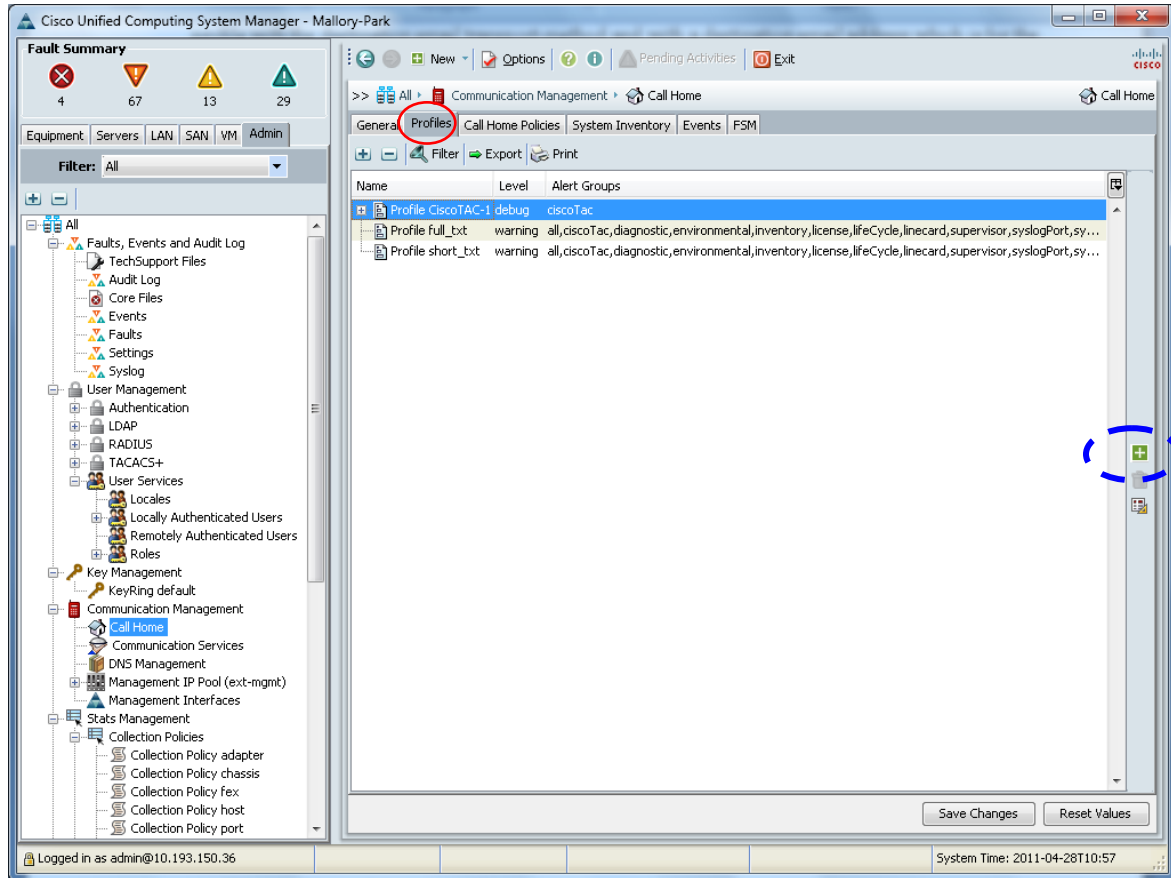 Cisco Unified Computing System Manager - Mallory-Park
Fault Summary
4 67 13 29
Equipment Servers LAN SAN VM Admin
Filter: All
All
Faults, Events and Audit Log
TechSupport Files
Audit Log
Core Files
Events
Faults
Settings
Syslog
User Management
Authentication
LDAP
RADIUS
TACACS+
User Services
Locales
Locally Authenticated Users
Remotely Authenticated Users
Roles
Key Management
KeyRing default
Communication Management
Call Home
Communication Services
DNS Management
Management IP Pool (ext-mgmt)
Management Interfaces
Stats Management
Collection Policies
Collection Policy adapter
Collection Policy chassis
Collection Policy fex
Collection Policy host
Collection Policy port
New Options Pending Activities Exit
CISCO
>> All Communication Management Call Home Call Home
General Profiles Call Home Policies System Inventory Events FSM
Filter Export Print
Name Level Alert Groups
Profile CiscoTAC-1 debug ciscoTac
Profile full_txt warning all,ciscoTac,diagnostic,environmental,inventory,license,lifeCycle,linecard,supervisor,syslogPort,sy...
Profile short_txt warning all,ciscoTac,diagnostic,environmental,inventory,license,lifeCycle,linecard,supervisor,syslogPort,sy...
Save Changes Reset Values
Logged in as admin@10.193.150.36
System Time: 2011-04-28T10:57